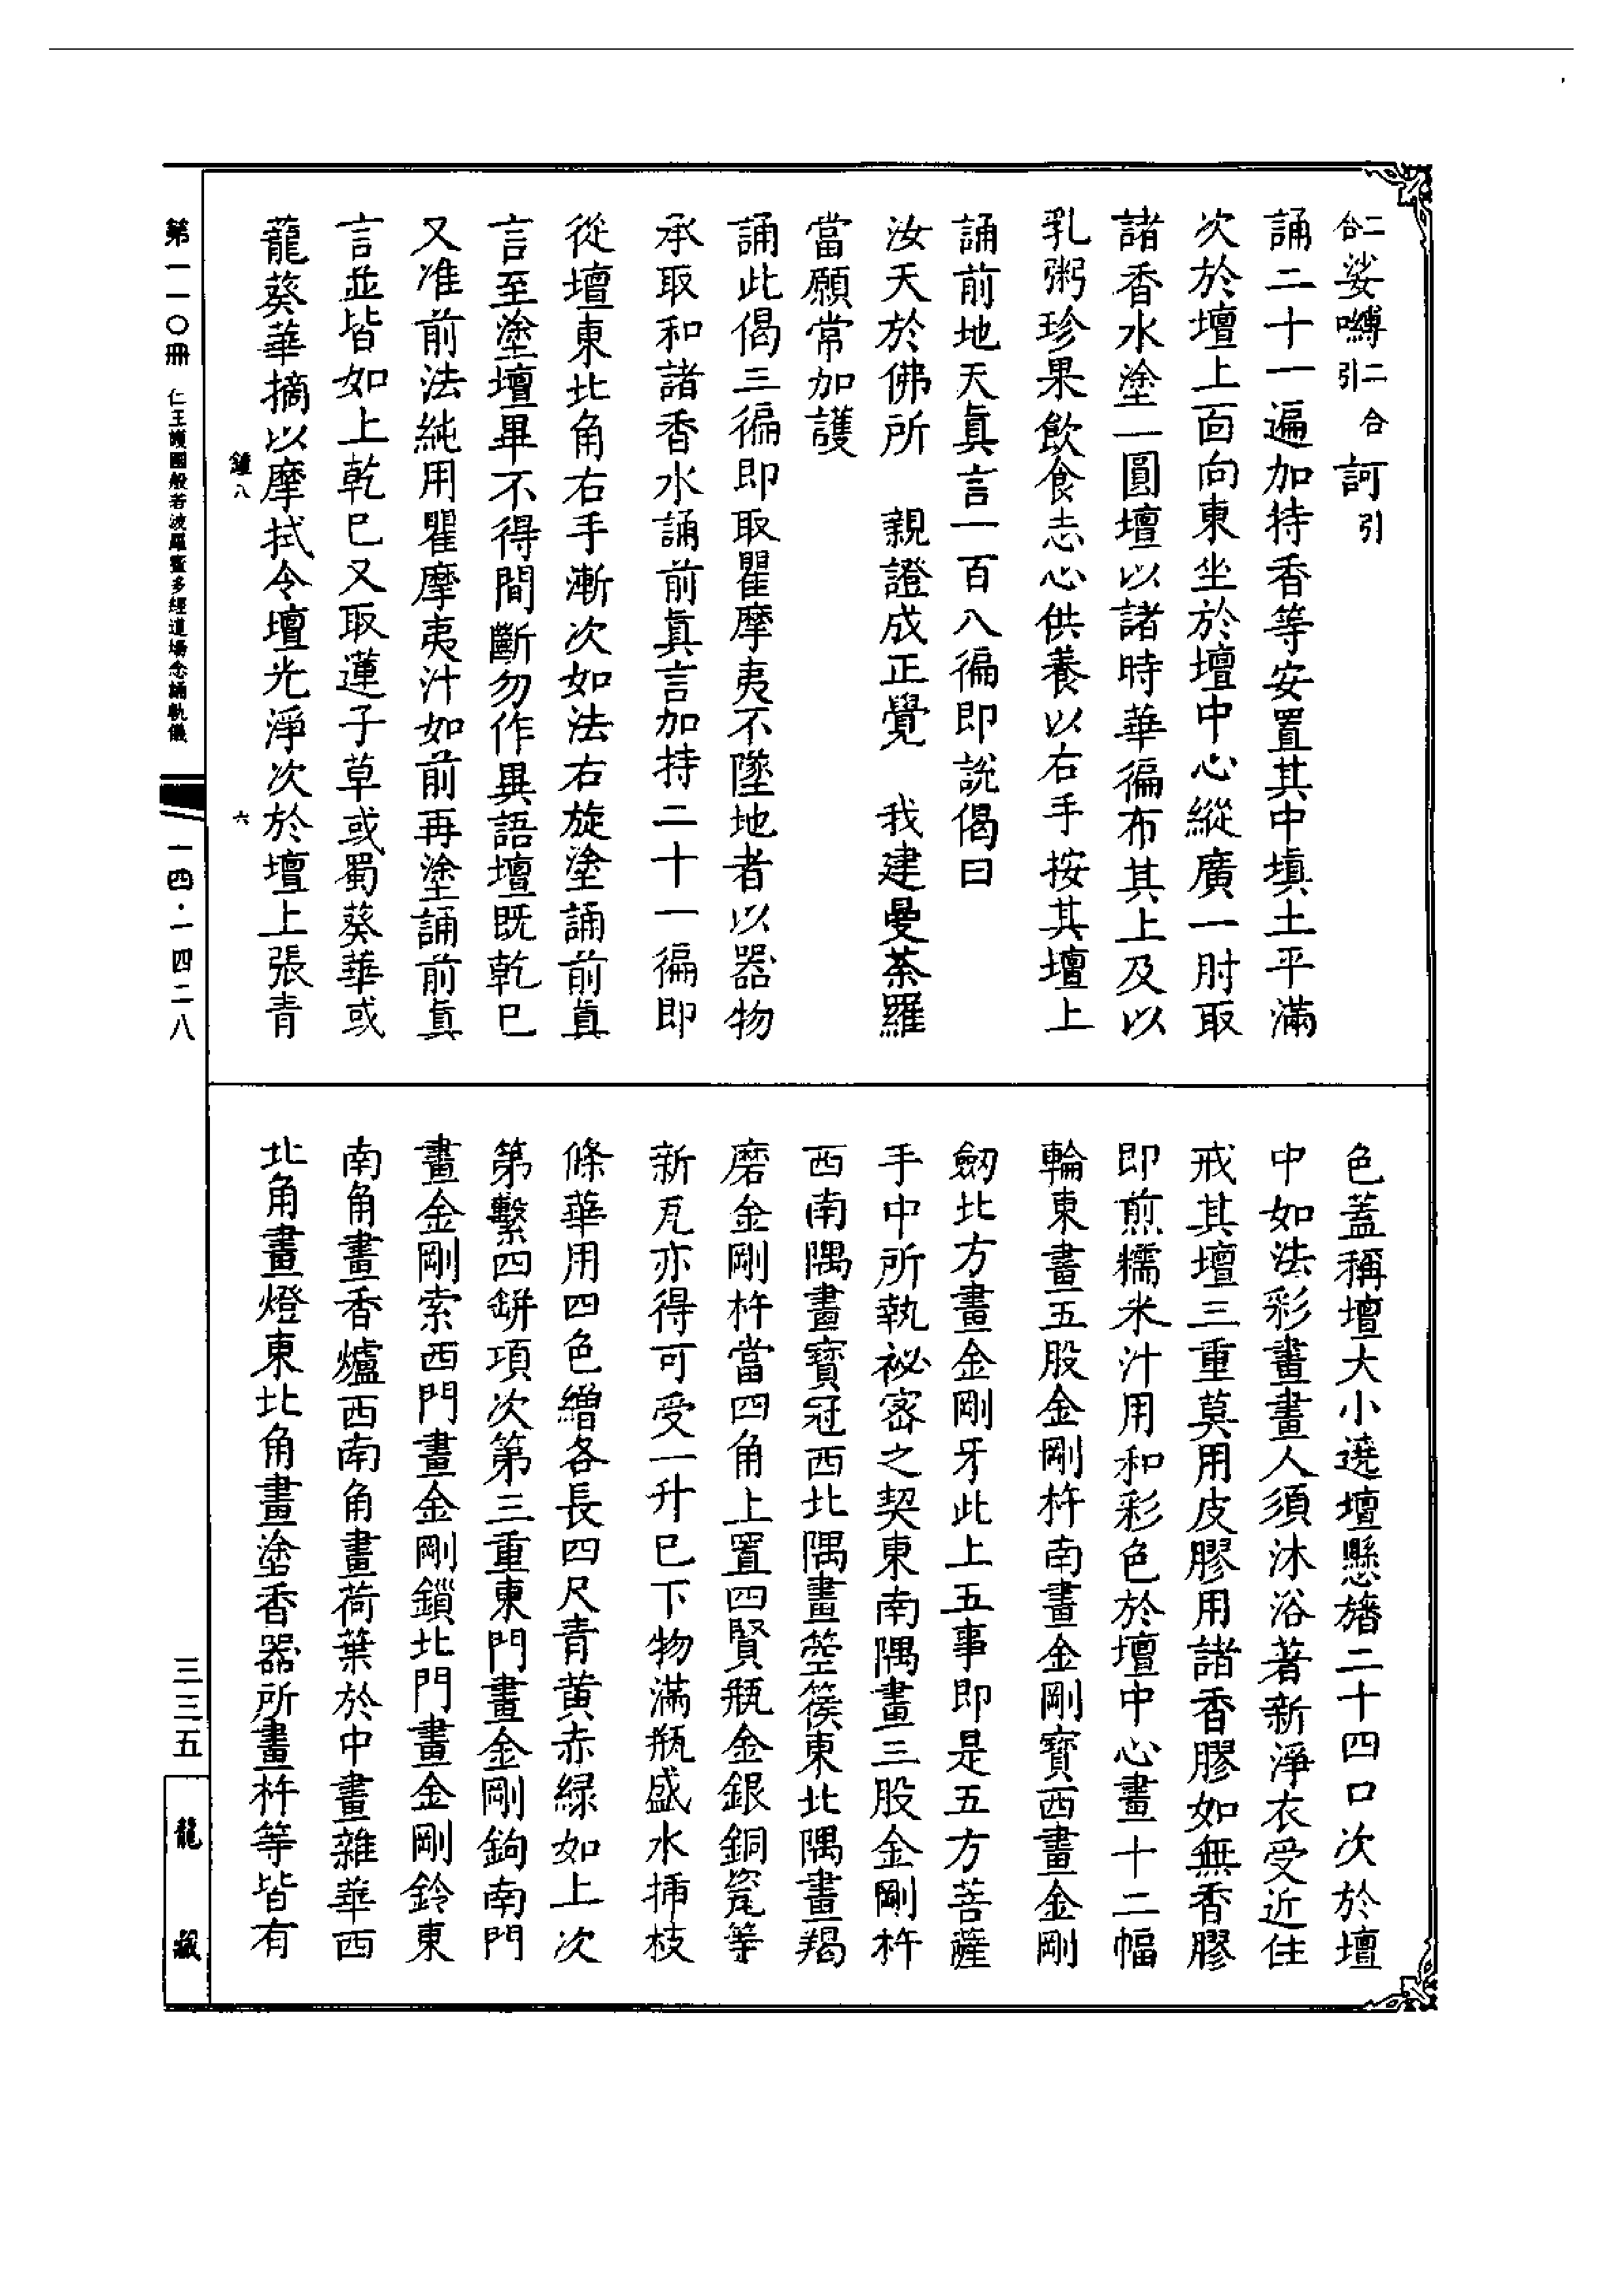 二合娑嚩二合引訶引
誦二十一遍加持香等安置其中填土平滿
次於壇上面向東坐於壇中心縱廣一肘取
諸香水塗一圓壇以諸時華徧布其上及以
乳粥珍果飲食志心供養以右手按其壇上
誦前地天真言一百八徧即說偈曰
汝天於佛所　親證成正覺　我建曼荼羅
當願常加護
誦此偈三徧即取瞿摩夷不墜地者以器物
承取和諸香水誦前真言加持二十一徧即
從壇東北角右手漸次如法右旋塗誦前真
言至塗壇畢不得間斷勿作異語壇既乾已
又准前法純用瞿摩夷汁如前再塗誦前真
言並皆如上乾已又取蓮子草或蜀葵華或
蘢葵華摘以摩拭令壇光淨次於壇上張青
色蓋稱壇大小遶壇懸旛二十四口次於壇
中如法彩畫畫人須沐浴著新淨衣受近住
戒其壇三重莫用皮膠用諸香膠如無香膠
即煎糯米汁用和彩色於壇中心畫十二幅
輪東畫五股金剛杵南畫金剛寶西畫金剛
劒北方畫金剛牙此上五事即是五方菩薩
手中所執祕密之契東南隅畫三股金剛杵
西南隅畫寶冠西北隅畫箜篌東北隅畫羯
磨金剛杵當四角上置四賢瓶金銀銅瓷等
新瓦亦得可受一升已下物滿瓶盛水插枝
條華用四色繒各長四尺青黃赤綠如上次
第繫四缾項次第三重東門畫金剛鉤南門
畫金剛索西門畫金剛鎖北門畫金剛鈴東
南角畫香爐西南角畫荷葉於中畫雜華西
北角畫燈東北角畫塗香器所畫杵等皆有
鐘八
六
第一一〇冊　仁王護國般若波羅蜜多經道場念誦軌儀
一四·一四二八
三三五
龍藏